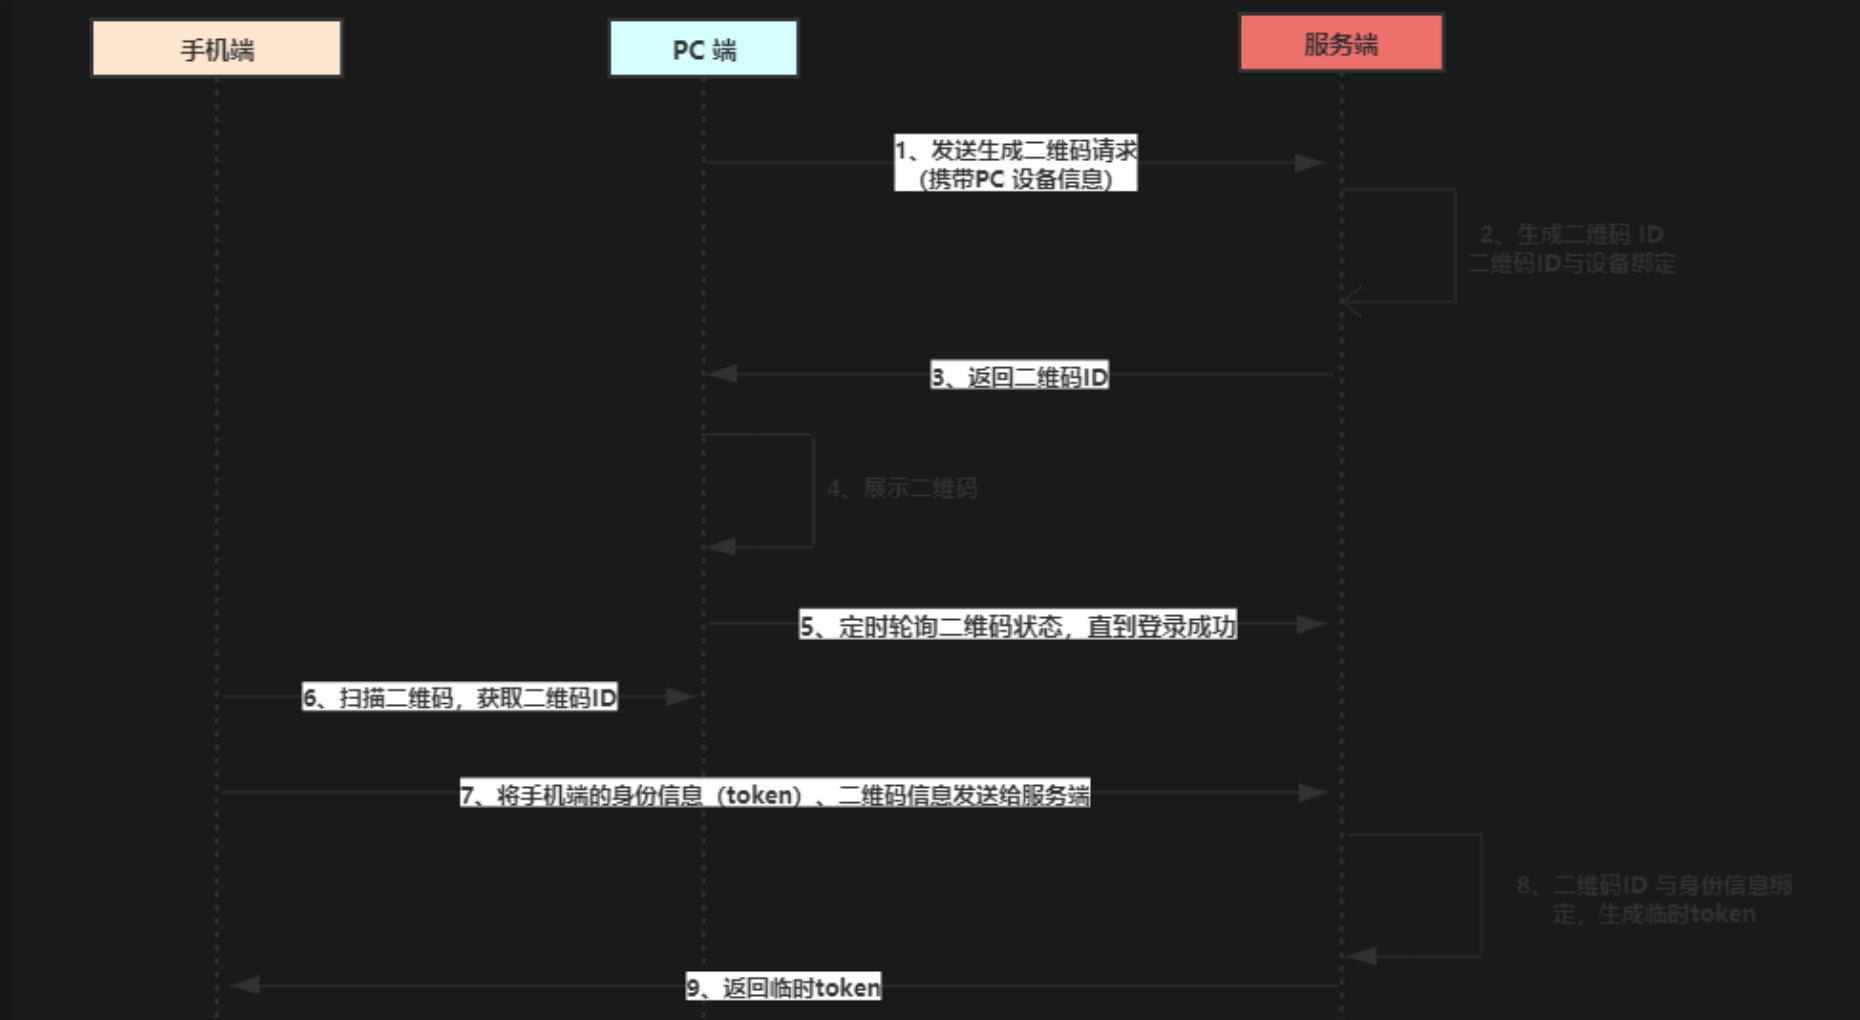 手机端
PC 端
服务端
1、发送生成二维码请求
(携带PC 设备信息)
2、生成二维码 ID
二维码ID与设备绑定
3、返回二维码ID
4、展示二维码
5、定时轮询二维码状态，直到登录成功
6、扫描二维码，获取二维码ID
7、将手机端的身份信息（token）、二维码信息发送给服务端
8、二维码ID 与身份信息绑
定，生成临时token
9、返回临时token